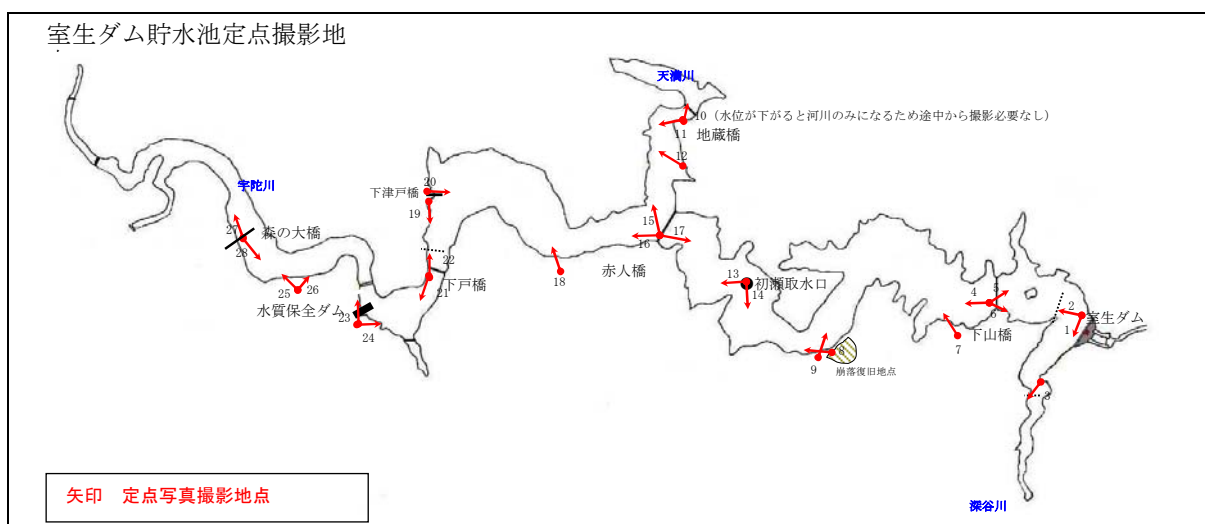 室生ダム貯水池定点撮影地
天満川
10（水位が下がると河川のみになるため途中から撮影必要なし）
11
地蔵橋
12
宇陀川
下津戸橋
20
19
27
森の大橋
28
15
17
16
赤人橋
22
下戸橋
21
18
13
初瀬取水口
14
4
5
6
2
室生ダム
1
下山橋
7
25
26
水質保全ダム
23
24
8
9
崩落復旧地点
3
深谷川
矢印　定点写真撮影地点